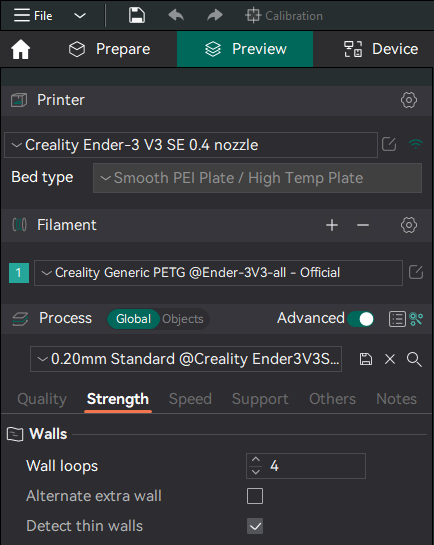 File Calibration
Prepare Preview Device
Printer
Creality Ender-3 V3 SE 0.4 nozzle
Bed type Smooth PEI Plate / High Temp Plate
Filament
1 Creality Generic PETG @Ender-3V3-all - Official
Process Global Objects Advanced
0.20mm Standard @Creality Ender3V3S...
Quality Strength Speed Support Others Notes
Walls
Wall loops 4
Alternate extra wall
Detect thin walls